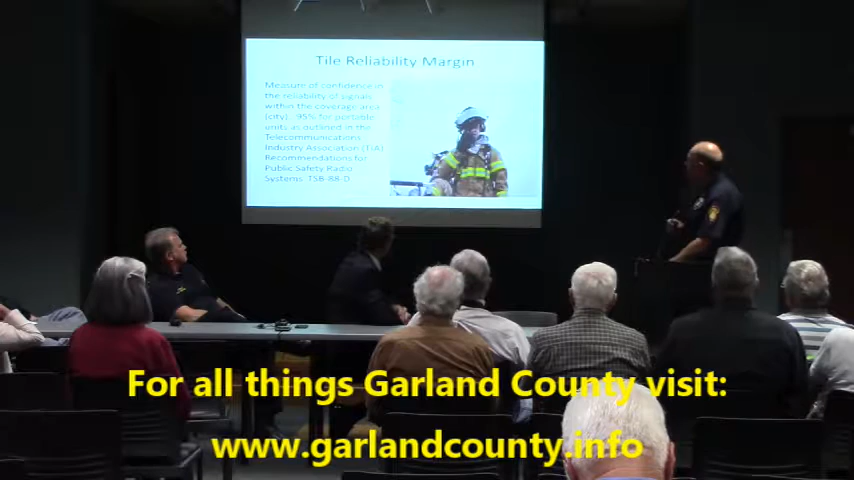 Tile Reliability Margin
Measure of confidence in
the reliability of signals
within the coverage area
(city). 95% for portable
units as outlined in the
Telecommunications
Industry Association (TIA)
Recommendations for
Public Safety Radio
Systems. TSB-88-D
For all things Garland County visit:
www.garlandcounty.info